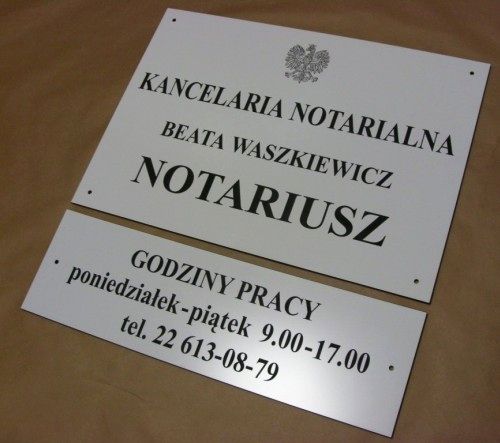 KANCELARIA NOTARIALNA
BEATA WASZKIEWICZ
NOTARIUSZ
GODZINY PRACY
poniedziałek-piątek 9.00-17.00
tel. 22 613-08-79